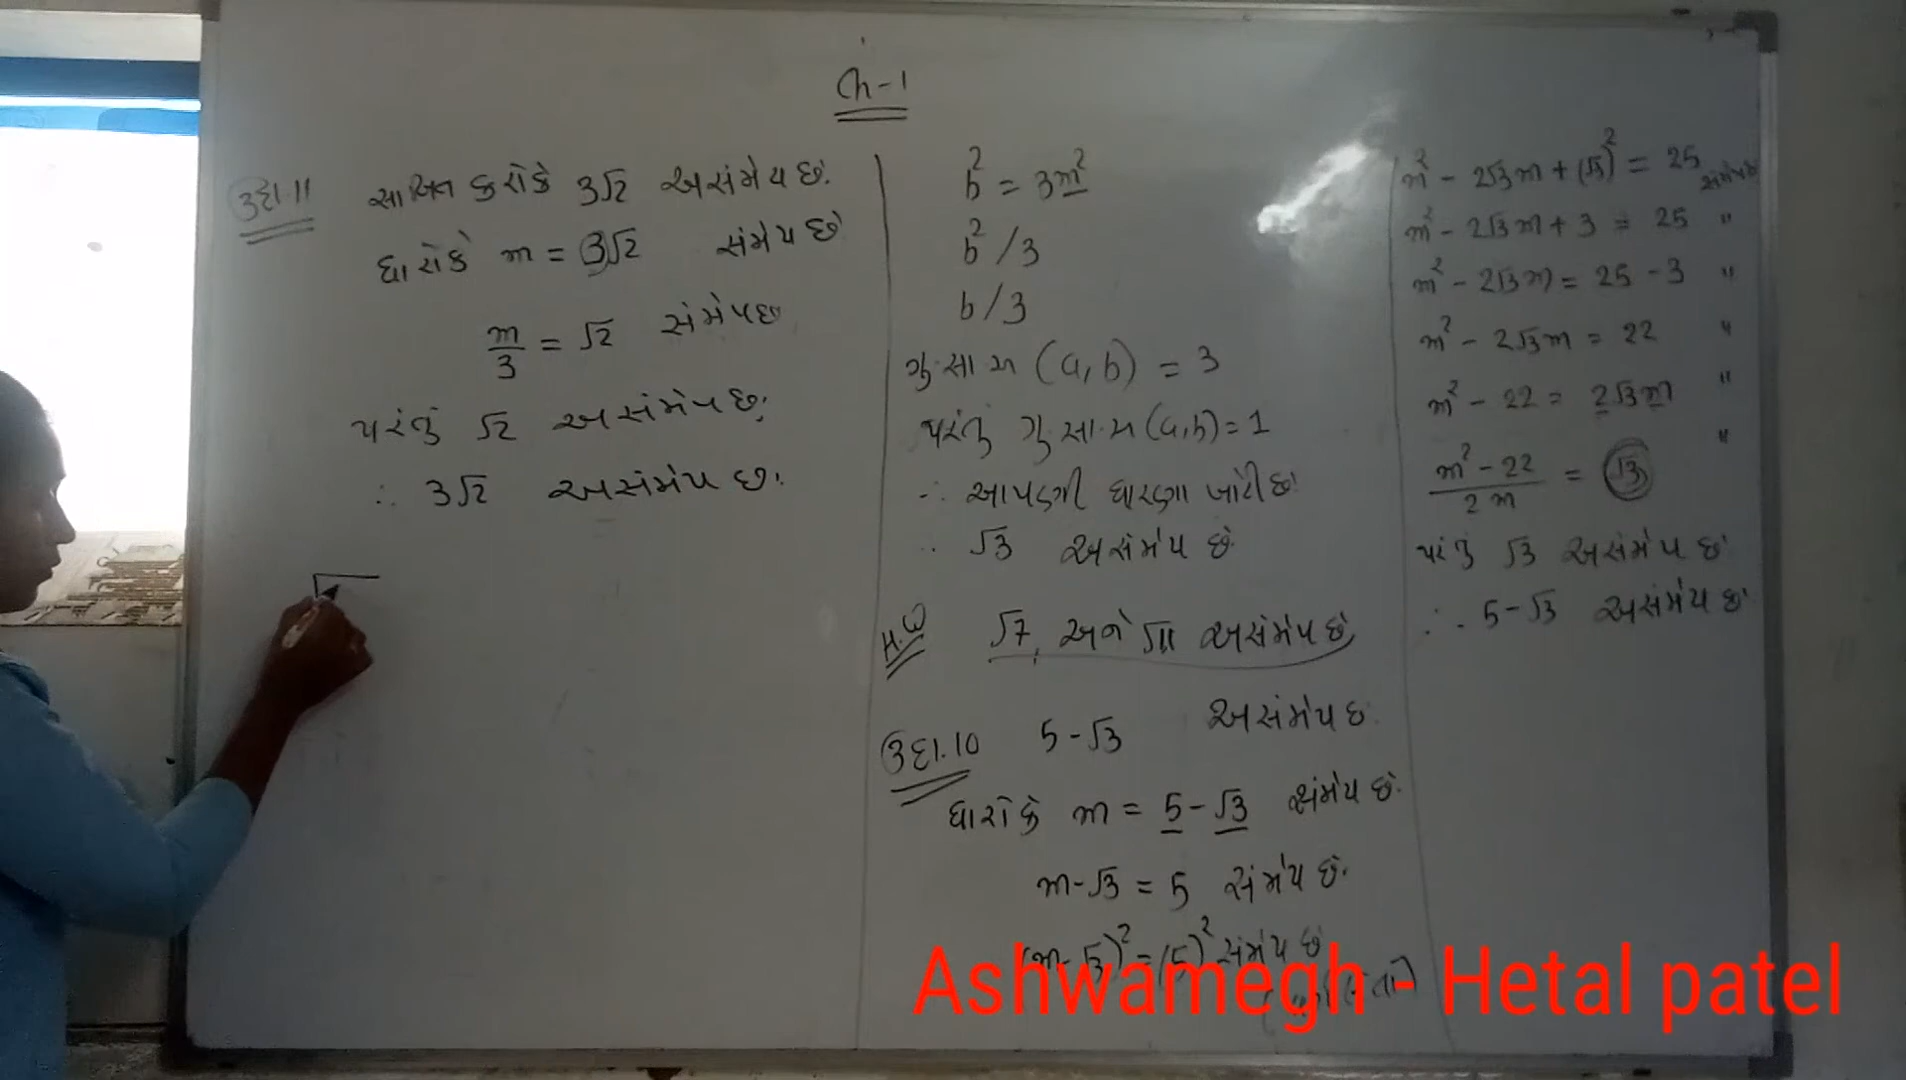 Ch-1
ઉદા.11 સાબિત કરોકે 3√2 અસંમેય છે.
ધારોકે m = 3√2 સંમેય છે
m/3 = √2 સંમેય છે
પરંતુ √2 અસંમેય છે.
∴ 3√2 અસંમેય છે.
b² = 3m²
b² / 3
b / 3
ગુ.સા.અ (a, b) = 3
પરંતુ ગુ.સા.અ (a, b) = 1
∴ આપણી ધારણા ખોટી છે
∴ √3 અસંમેય છે
H.W √7, અને √11 અસંમેય છે
ઉદા.10 5-√3 અસંમેય છે
ધારોકે m = 5-√3 સંમેય છે.
m-√3 = 5 સંમેય છે.
(m-√3)² = (5)² સંમેય છે
m² - 2√3m + (√3)² = 25 સંમેય છે
m² - 2√3m + 3 = 25 "
m² - 2√3m = 25 - 3 "
m² - 2√3m = 22 "
m² - 22 = 2√3m "
m² - 22 / 2m = √3 "
પરંતુ √3 અસંમેય છે
∴ 5-√3 અસંમેય છે
Ashwamegh - Hetal patel